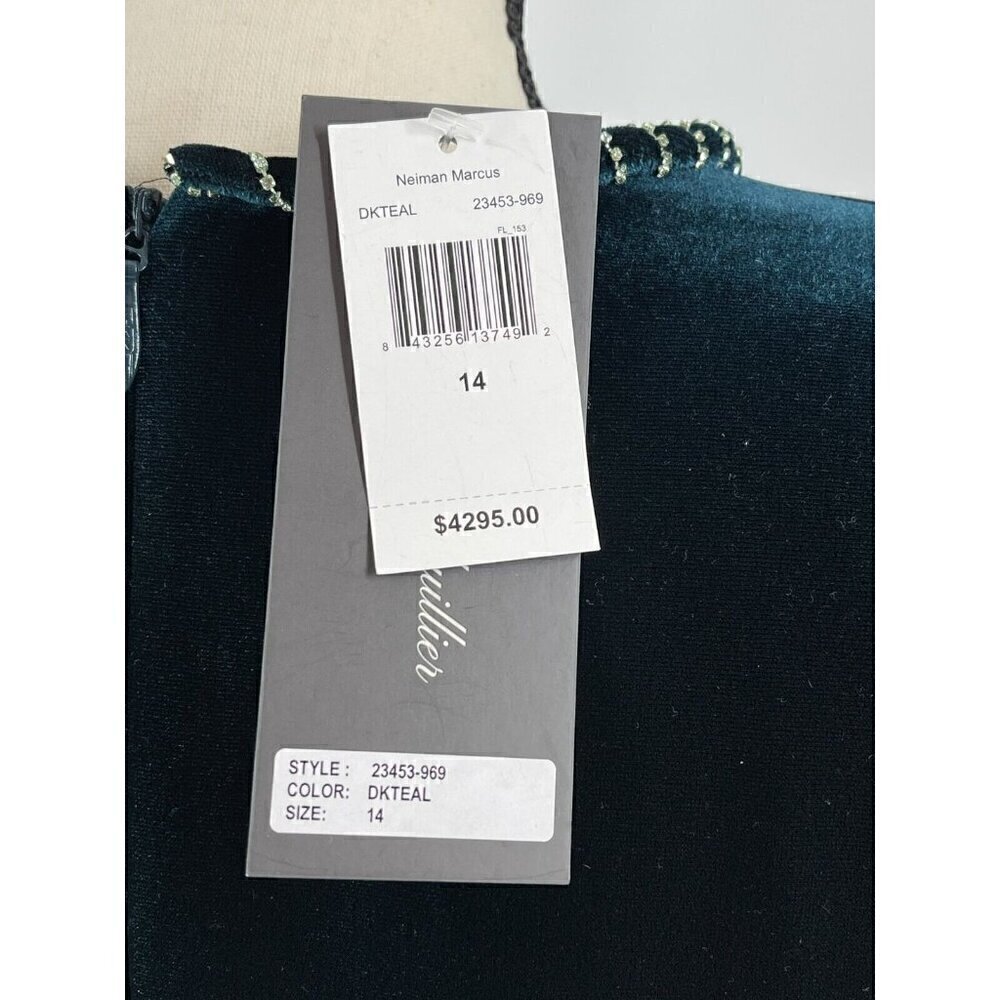 Neiman Marcus
DKTEAL 23453-969
FL_153
8 43256 13749 2
14
$4295.00
uillier
STYLE : 23453-969
COLOR: DKTEAL
SIZE: 14